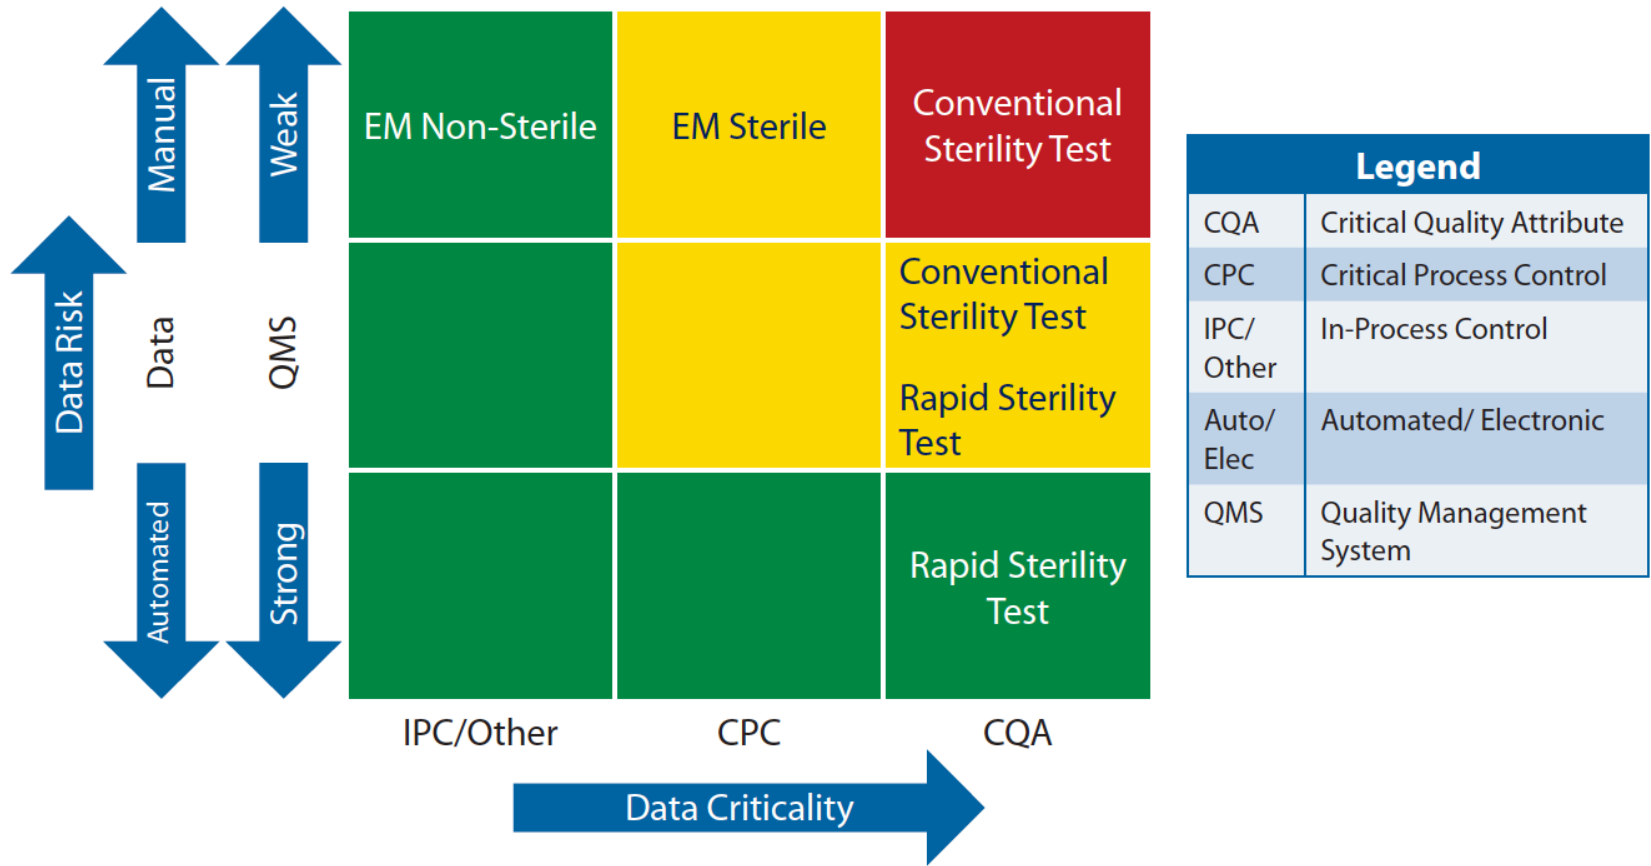 Manual
Weak
EM Non-Sterile
EM Sterile
Conventional
Sterility Test
Data Risk
Data
QMS
Conventional
Sterility Test
Rapid Sterility
Test
Automated
Strong
Rapid Sterility
Test
IPC/Other
CPC
CQA
Data Criticality
Legend
CQA Critical Quality Attribute
CPC Critical Process Control
IPC/ In-Process Control
Other
Auto/ Automated/ Electronic
Elec
QMS Quality Management
System